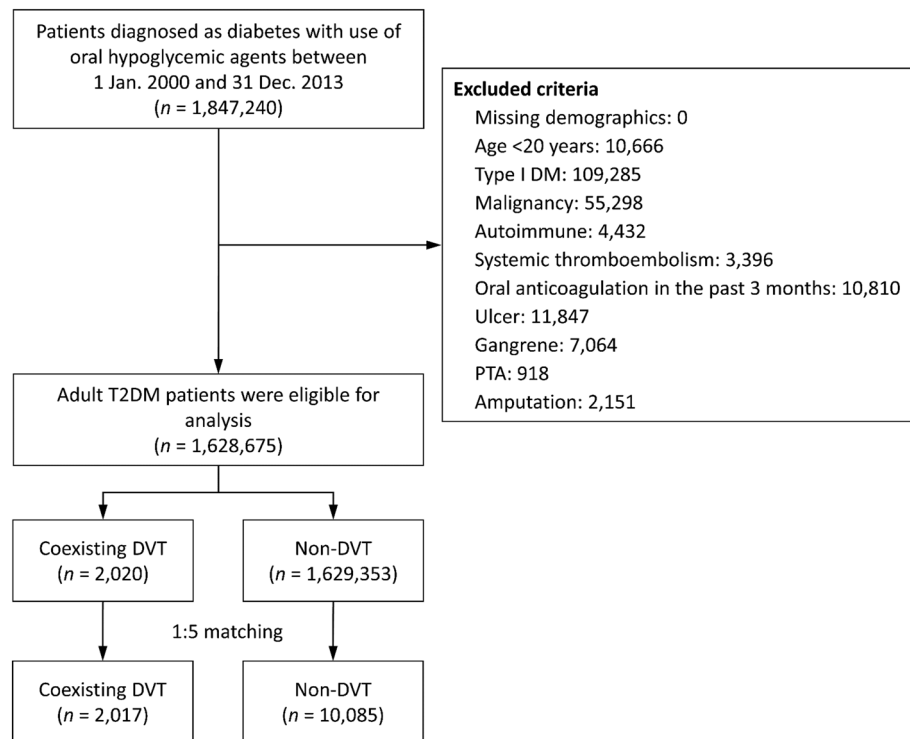 Patients diagnosed as diabetes with use of
oral hypoglycemic agents between
1 Jan. 2000 and 31 Dec. 2013
(n = 1,847,240)
Excluded criteria
Missing demographics: 0
Age <20 years: 10,666
Type I DM: 109,285
Malignancy: 55,298
Autoimmune: 4,432
Systemic thromboembolism: 3,396
Oral anticoagulation in the past 3 months: 10,810
Ulcer: 11,847
Gangrene: 7,064
PTA: 918
Amputation: 2,151
Adult T2DM patients were eligible for
analysis
(n = 1,628,675)
Coexisting DVT
(n = 2,020)
Non-DVT
(n = 1,629,353)
1:5 matching
Coexisting DVT
(n = 2,017)
Non-DVT
(n = 10,085)